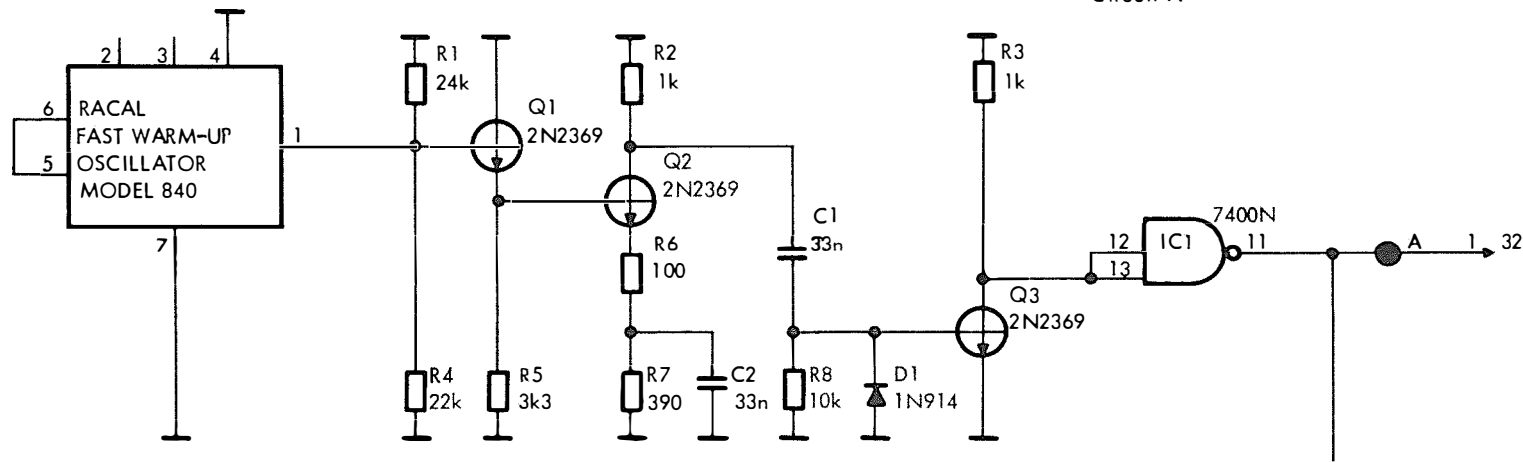 2
3
4
6
RACAL
FAST WARM-UP
OSCILLATOR
MODEL 840
5
1
7
R1
24k
Q1
2N2369
R2
1k
Q2
2N2369
R6
100
C1
33n
R3
1k
Q3
2N2369
12
13
IC1
7400N
11
A
1
32
R4
22k
R5
3k3
R7
390
C2
33n
R8
10k
D1
1N914